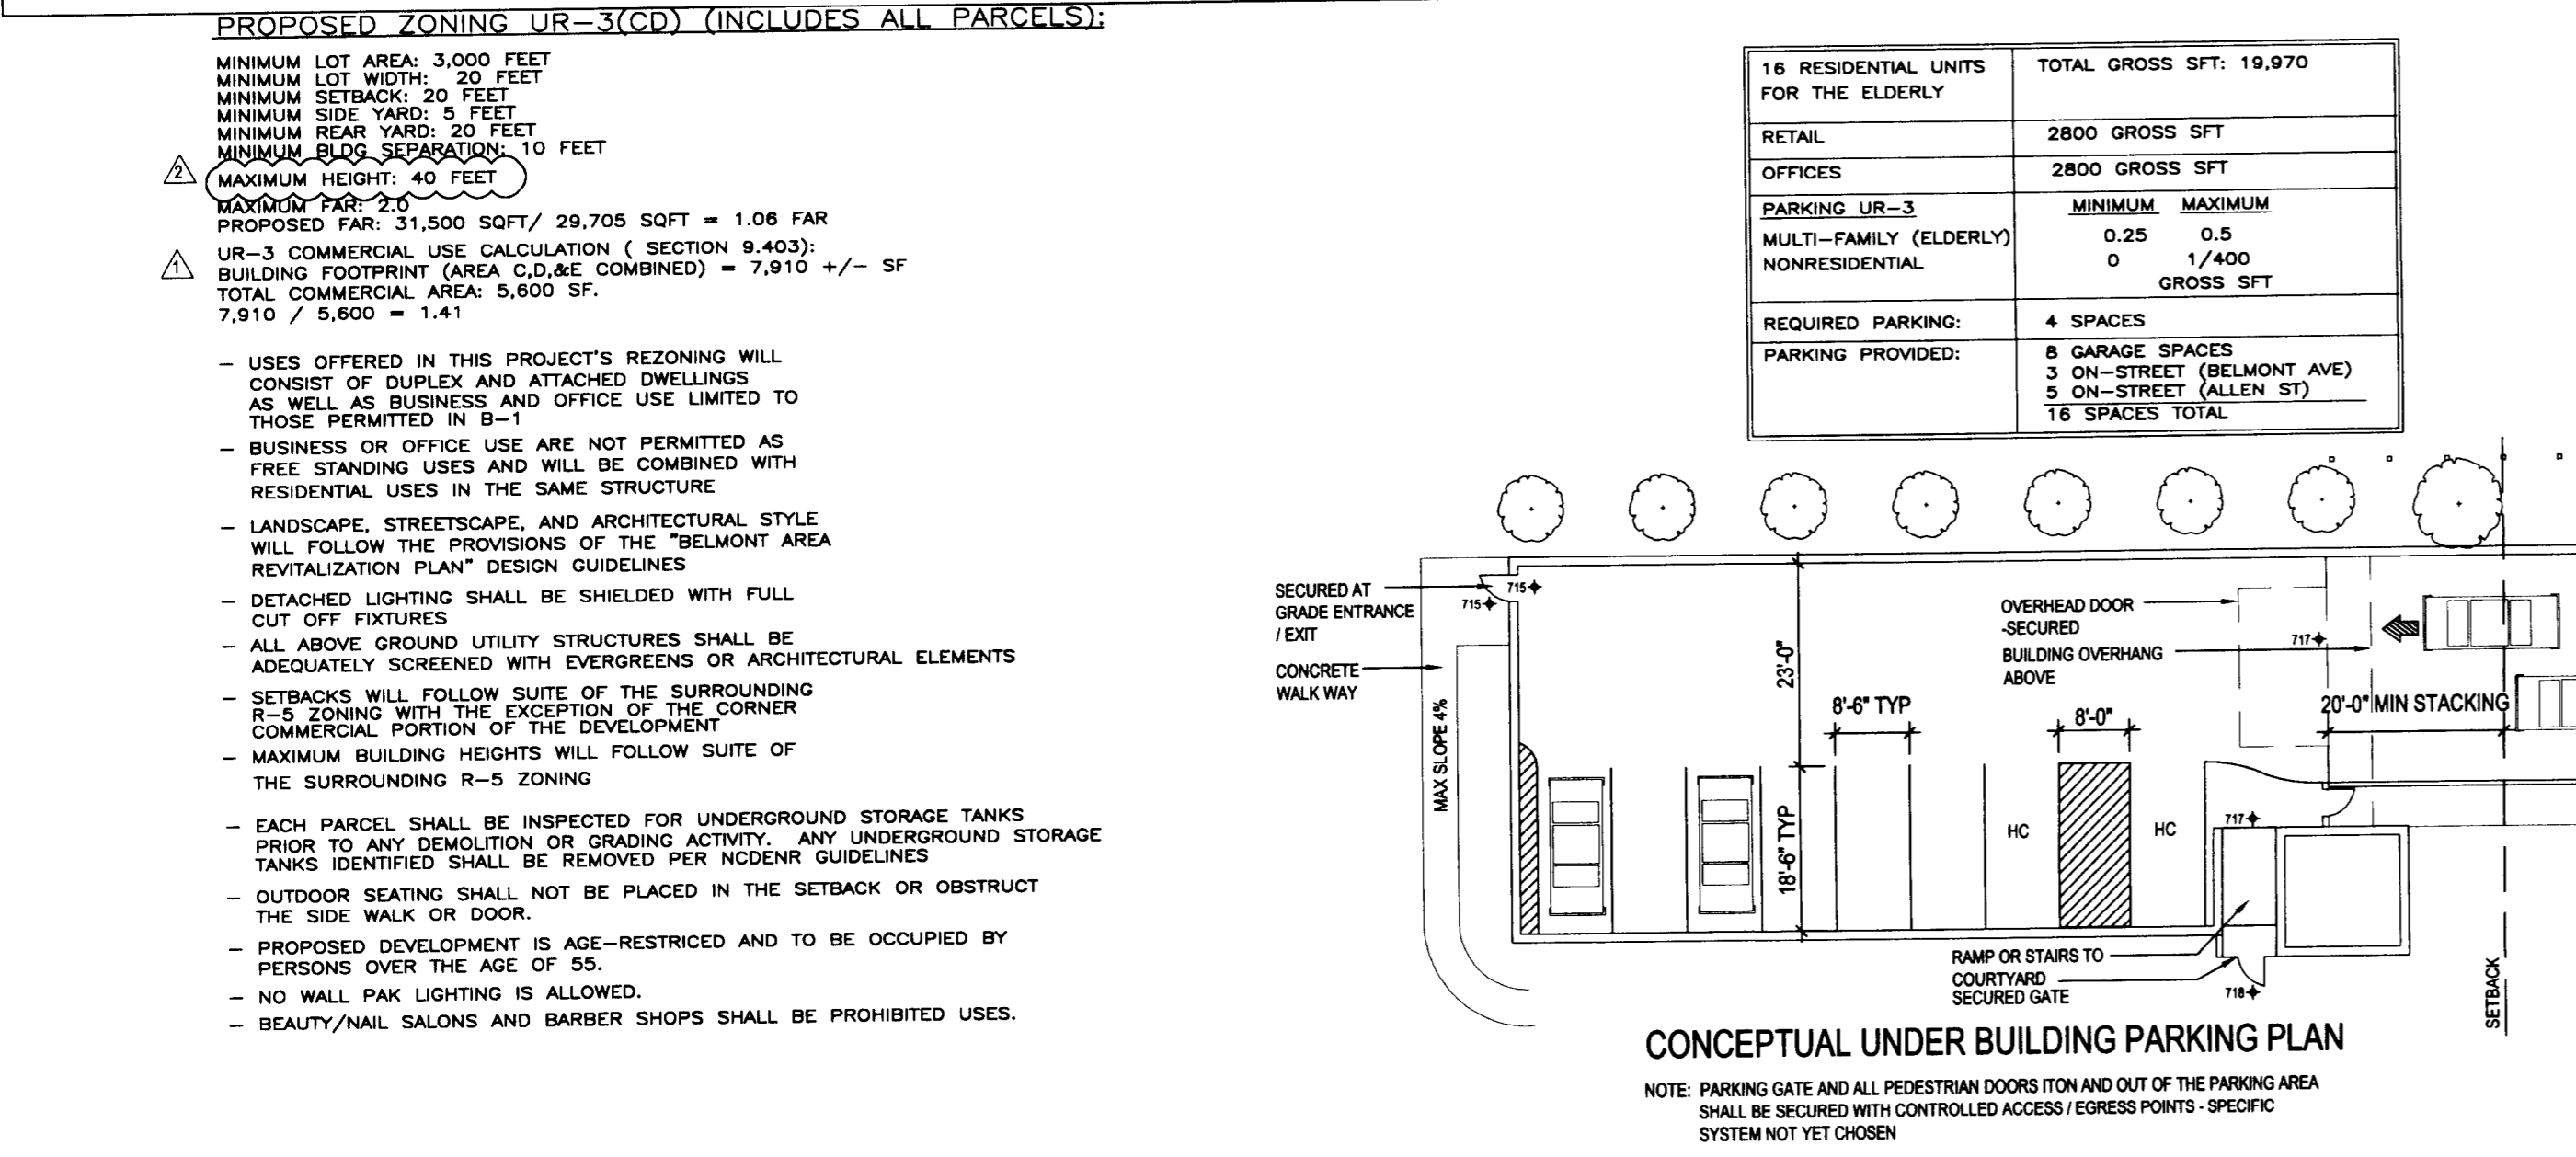 PROPOSED ZONING UR-3(CD) (INCLUDES ALL PARCELS):
MINIMUM LOT AREA: 3,000 FEET
MINIMUM LOT WIDTH: 20 FEET
MINIMUM SETBACK: 20 FEET
MINIMUM SIDE YARD: 5 FEET
MINIMUM REAR YARD: 20 FEET
MINIMUM BLDG SEPARATION: 10 FEET
2
MAXIMUM HEIGHT: 40 FEET
MAXIMUM FAR: 2.0
PROPOSED FAR: 31,500 SQFT/ 29,705 SQFT = 1.06 FAR
1
UR-3 COMMERCIAL USE CALCULATION ( SECTION 9.403):
BUILDING FOOTPRINT (AREA C,D,&E COMBINED) = 7,910 +/- SF
TOTAL COMMERCIAL AREA: 5,600 SF.
7,910 / 5,600 = 1.41
- USES OFFERED IN THIS PROJECT'S REZONING WILL
CONSIST OF DUPLEX AND ATTACHED DWELLINGS
AS WELL AS BUSINESS AND OFFICE USE LIMITED TO
THOSE PERMITTED IN B-1
- BUSINESS OR OFFICE USE ARE NOT PERMITTED AS
FREE STANDING USES AND WILL BE COMBINED WITH
RESIDENTIAL USES IN THE SAME STRUCTURE
- LANDSCAPE, STREETSCAPE, AND ARCHITECTURAL STYLE
WILL FOLLOW THE PROVISIONS OF THE "BELMONT AREA
REVITALIZATION PLAN" DESIGN GUIDELINES
- DETACHED LIGHTING SHALL BE SHIELDED WITH FULL
CUT OFF FIXTURES
- ALL ABOVE GROUND UTILITY STRUCTURES SHALL BE
ADEQUATELY SCREENED WITH EVERGREENS OR ARCHITECTURAL ELEMENTS
- SETBACKS WILL FOLLOW SUITE OF THE SURROUNDING
R-5 ZONING WITH THE EXCEPTION OF THE CORNER
COMMERCIAL PORTION OF THE DEVELOPMENT
- MAXIMUM BUILDING HEIGHTS WILL FOLLOW SUITE OF
THE SURROUNDING R-5 ZONING
- EACH PARCEL SHALL BE INSPECTED FOR UNDERGROUND STORAGE TANKS
PRIOR TO ANY DEMOLITION OR GRADING ACTIVITY. ANY UNDERGROUND STORAGE
TANKS IDENTIFIED SHALL BE REMOVED PER NCDENR GUIDELINES
- OUTDOOR SEATING SHALL NOT BE PLACED IN THE SETBACK OR OBSTRUCT
THE SIDE WALK OR DOOR.
- PROPOSED DEVELOPMENT IS AGE-RESTRICED AND TO BE OCCUPIED BY
PERSONS OVER THE AGE OF 55.
- NO WALL PAK LIGHTING IS ALLOWED.
- BEAUTY/NAIL SALONS AND BARBER SHOPS SHALL BE PROHIBITED USES.
16 RESIDENTIAL UNITS TOTAL GROSS SFT: 19,970
FOR THE ELDERLY
RETAIL 2800 GROSS SFT
OFFICES 2800 GROSS SFT
PARKING UR-3 MINIMUM MAXIMUM
MULTI-FAMILY (ELDERLY) 0.25 0.5
NONRESIDENTIAL 0 1/400
GROSS SFT
REQUIRED PARKING: 4 SPACES
PARKING PROVIDED: 8 GARAGE SPACES
3 ON-STREET (BELMONT AVE)
5 ON-STREET (ALLEN ST)
16 SPACES TOTAL
SECURED AT
GRADE ENTRANCE
/ EXIT
CONCRETE
WALK WAY
715
715
MAX SLOPE 4%
23'-0"
18'-6" TYP
8'-6" TYP
8'-0"
HC
HC
OVERHEAD DOOR
-SECURED
BUILDING OVERHANG
ABOVE
717
20'-0" MIN STACKING
717
RAMP OR STAIRS TO
COURTYARD
SECURED GATE
718
SETBACK
CONCEPTUAL UNDER BUILDING PARKING PLAN
NOTE: PARKING GATE AND ALL PEDESTRIAN DOORS ITON AND OUT OF THE PARKING AREA
SHALL BE SECURED WITH CONTROLLED ACCESS / EGRESS POINTS - SPECIFIC
SYSTEM NOT YET CHOSEN